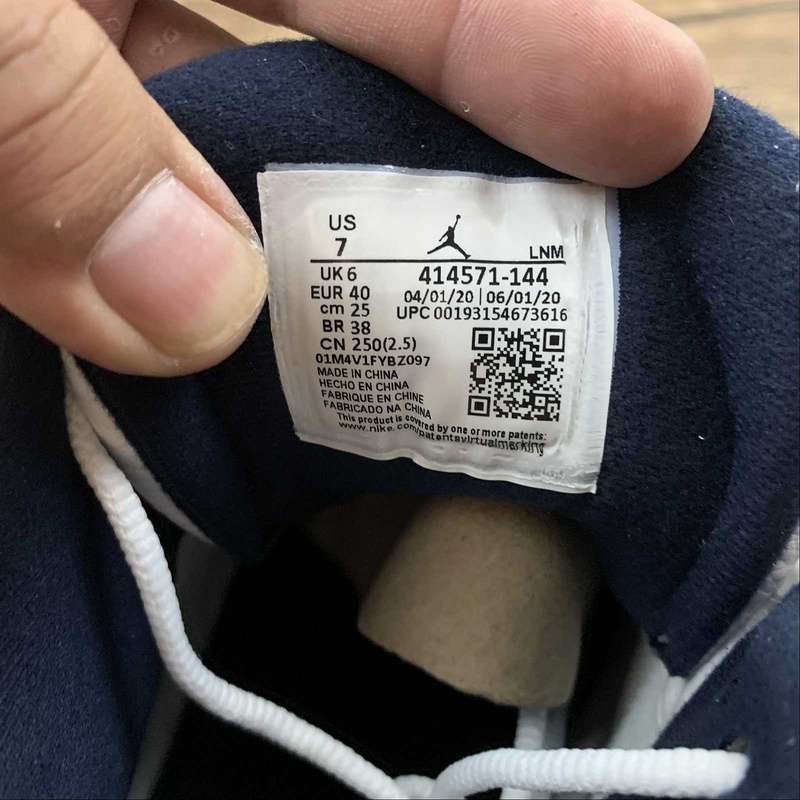 US
7
LNM
UK 6
414571-144
EUR 40
04/01/20 | 06/01/20
cm 25
UPC 00193154673616
BR 38
CN 250(2.5)
01M4V1FYBZ097
MADE IN CHINA
HECHO EN CHINA
FABRIQUE EN CHINE
FABRICADO NA CHINA
This product is covered by one or more patents:
www.nike.com/patentsvirtualmarking